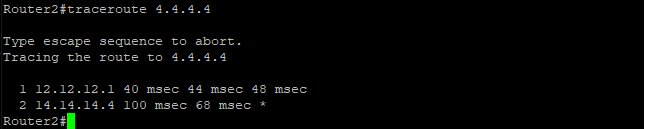 Router2#traceroute 4.4.4.4
Type escape sequence to abort.
Tracing the route to 4.4.4.4
1 12.12.12.1 40 msec 44 msec 48 msec
2 14.14.14.4 100 msec 68 msec *
Router2#